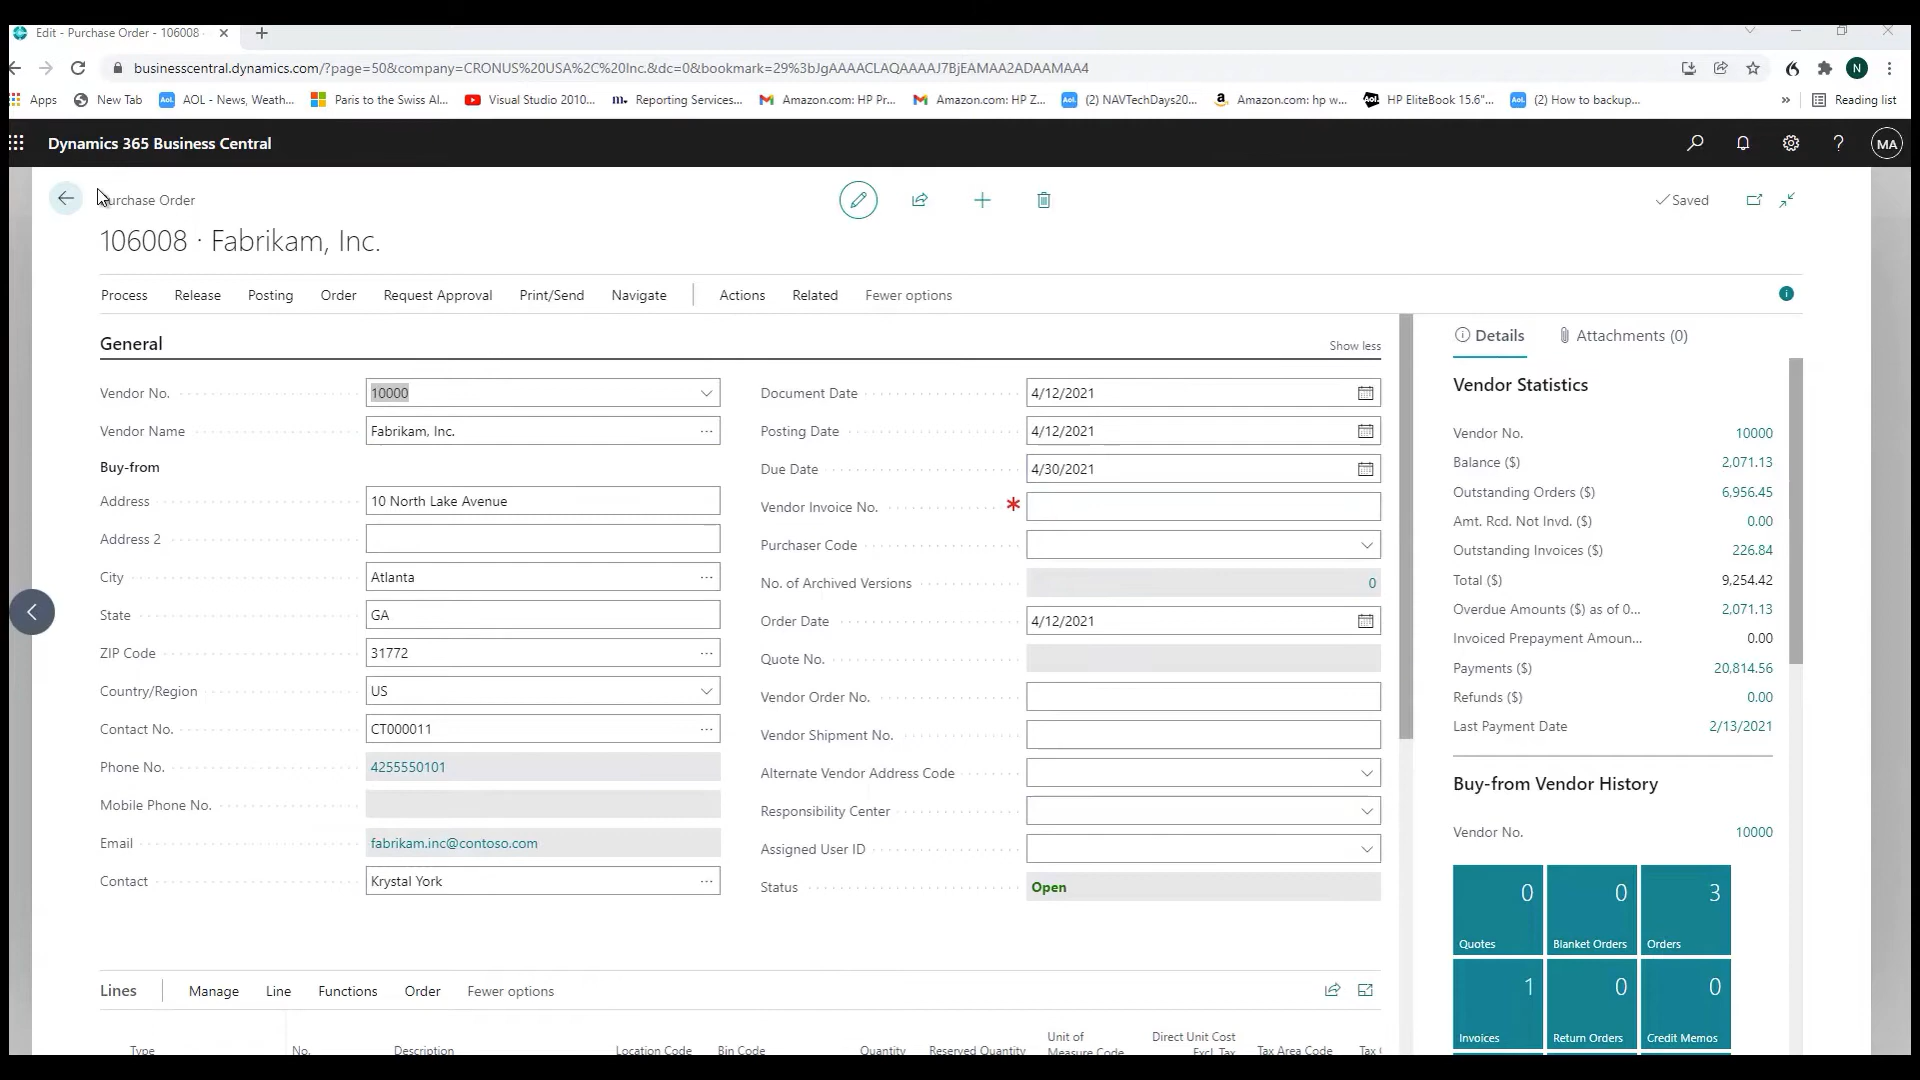 Edit - Purchase Order - 106008
businesscentral.dynamics.com/?page=50&company=CRONUS%20USA%2C%20Inc.&dc=0&bookmark=29%3bJgAAAACLAQAAAAJ7BjEAMAA2ADAAMAA4
N
Apps New Tab AOL - News, Weath... Paris to the Swiss Al... Visual Studio 2010... Reporting Services,... Amazon.com: HP Pr... Amazon.com: HP Z... (2) NAVTechDays20... Amazon.com: hp w... HP EliteBook 15.6"... (2) How to backup... » Reading list
Dynamics 365 Business Central
MA
Purchase Order
Saved
106008 · Fabrikam, Inc.
Process Release Posting Order Request Approval Print/Send Navigate Actions Related Fewer options
General
Show less
Vendor No. 10000
Vendor Name Fabrikam, Inc.
Buy-from
Address 10 North Lake Avenue
Address 2
City Atlanta
State GA
ZIP Code 31772
Country/Region US
Contact No. CT000011
Phone No. 4255550101
Mobile Phone No.
Email fabrikam.inc@contoso.com
Contact Krystal York
Document Date 4/12/2021
Posting Date 4/12/2021
Due Date 4/30/2021
Vendor Invoice No. *
Purchaser Code
No. of Archived Versions 0
Order Date 4/12/2021
Quote No.
Vendor Order No.
Vendor Shipment No.
Alternate Vendor Address Code
Responsibility Center
Assigned User ID
Status Open
Details Attachments (0)
Vendor Statistics
Vendor No. 10000
Balance ($) 2,071.13
Outstanding Orders ($) 6,956.45
Amt. Rcd. Not Invd. ($) 0.00
Outstanding Invoices ($) 226.84
Total ($) 9,254.42
Overdue Amounts ($) as of 0... 2,071.13
Invoiced Prepayment Amoun... 0.00
Payments ($) 20,814.56
Refunds ($) 0.00
Last Payment Date 2/13/2021
Buy-from Vendor History
Vendor No. 10000
0 Quotes
0 Blanket Orders
3 Orders
1 Invoices
0 Return Orders
0 Credit Memos
Lines Manage Line Functions Order Fewer options
Type No. Description Location Code Bin Code Quantity Reserved Quantity Unit of Measure Code Direct Unit Cost Excl. Tax Tax Area Code Tax